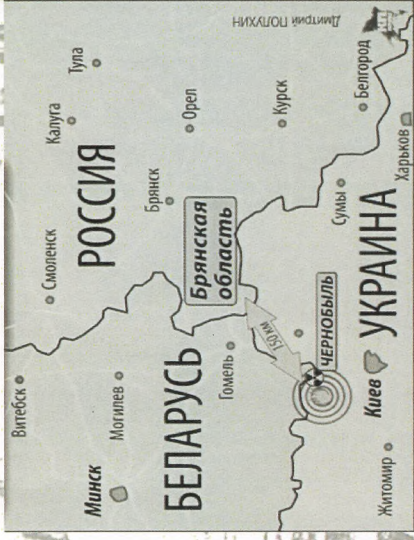 Витебск
Смоленск
Калуга
Тула
Минск
Могилев
РОССИЯ
Брянск
Орел
БЕЛАРУСЬ
Брянская
область
Гомель
150 км
Курск
ЧЕРНОБЫЛЬ
Сумы
Белгород
Житомир
Киев
УКРАИНА
Харьков
Дмитрий ПОЛУХИН